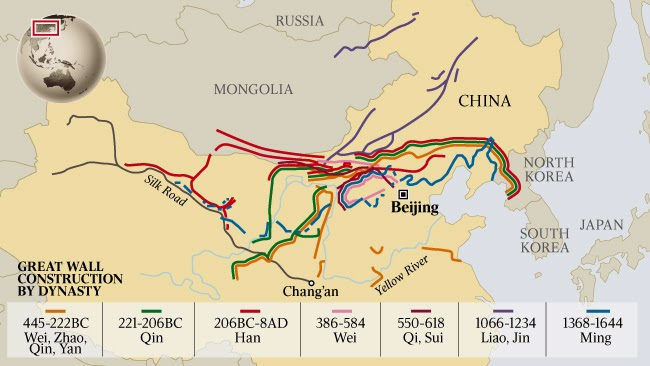 RUSSIA
MONGOLIA
CHINA
NORTH
KOREA
Silk Road
Beijing
SOUTH
KOREA
JAPAN
GREAT WALL
CONSTRUCTION
BY DYNASTY
Chang'an
Yellow River
445-222BC
Wei, Zhao,
Qin, Yan
221-206BC
Qin
206BC-8AD
Han
386-584
Wei
550-618
Qi, Sui
1066-1234
Liao, Jin
1368-1644
Ming